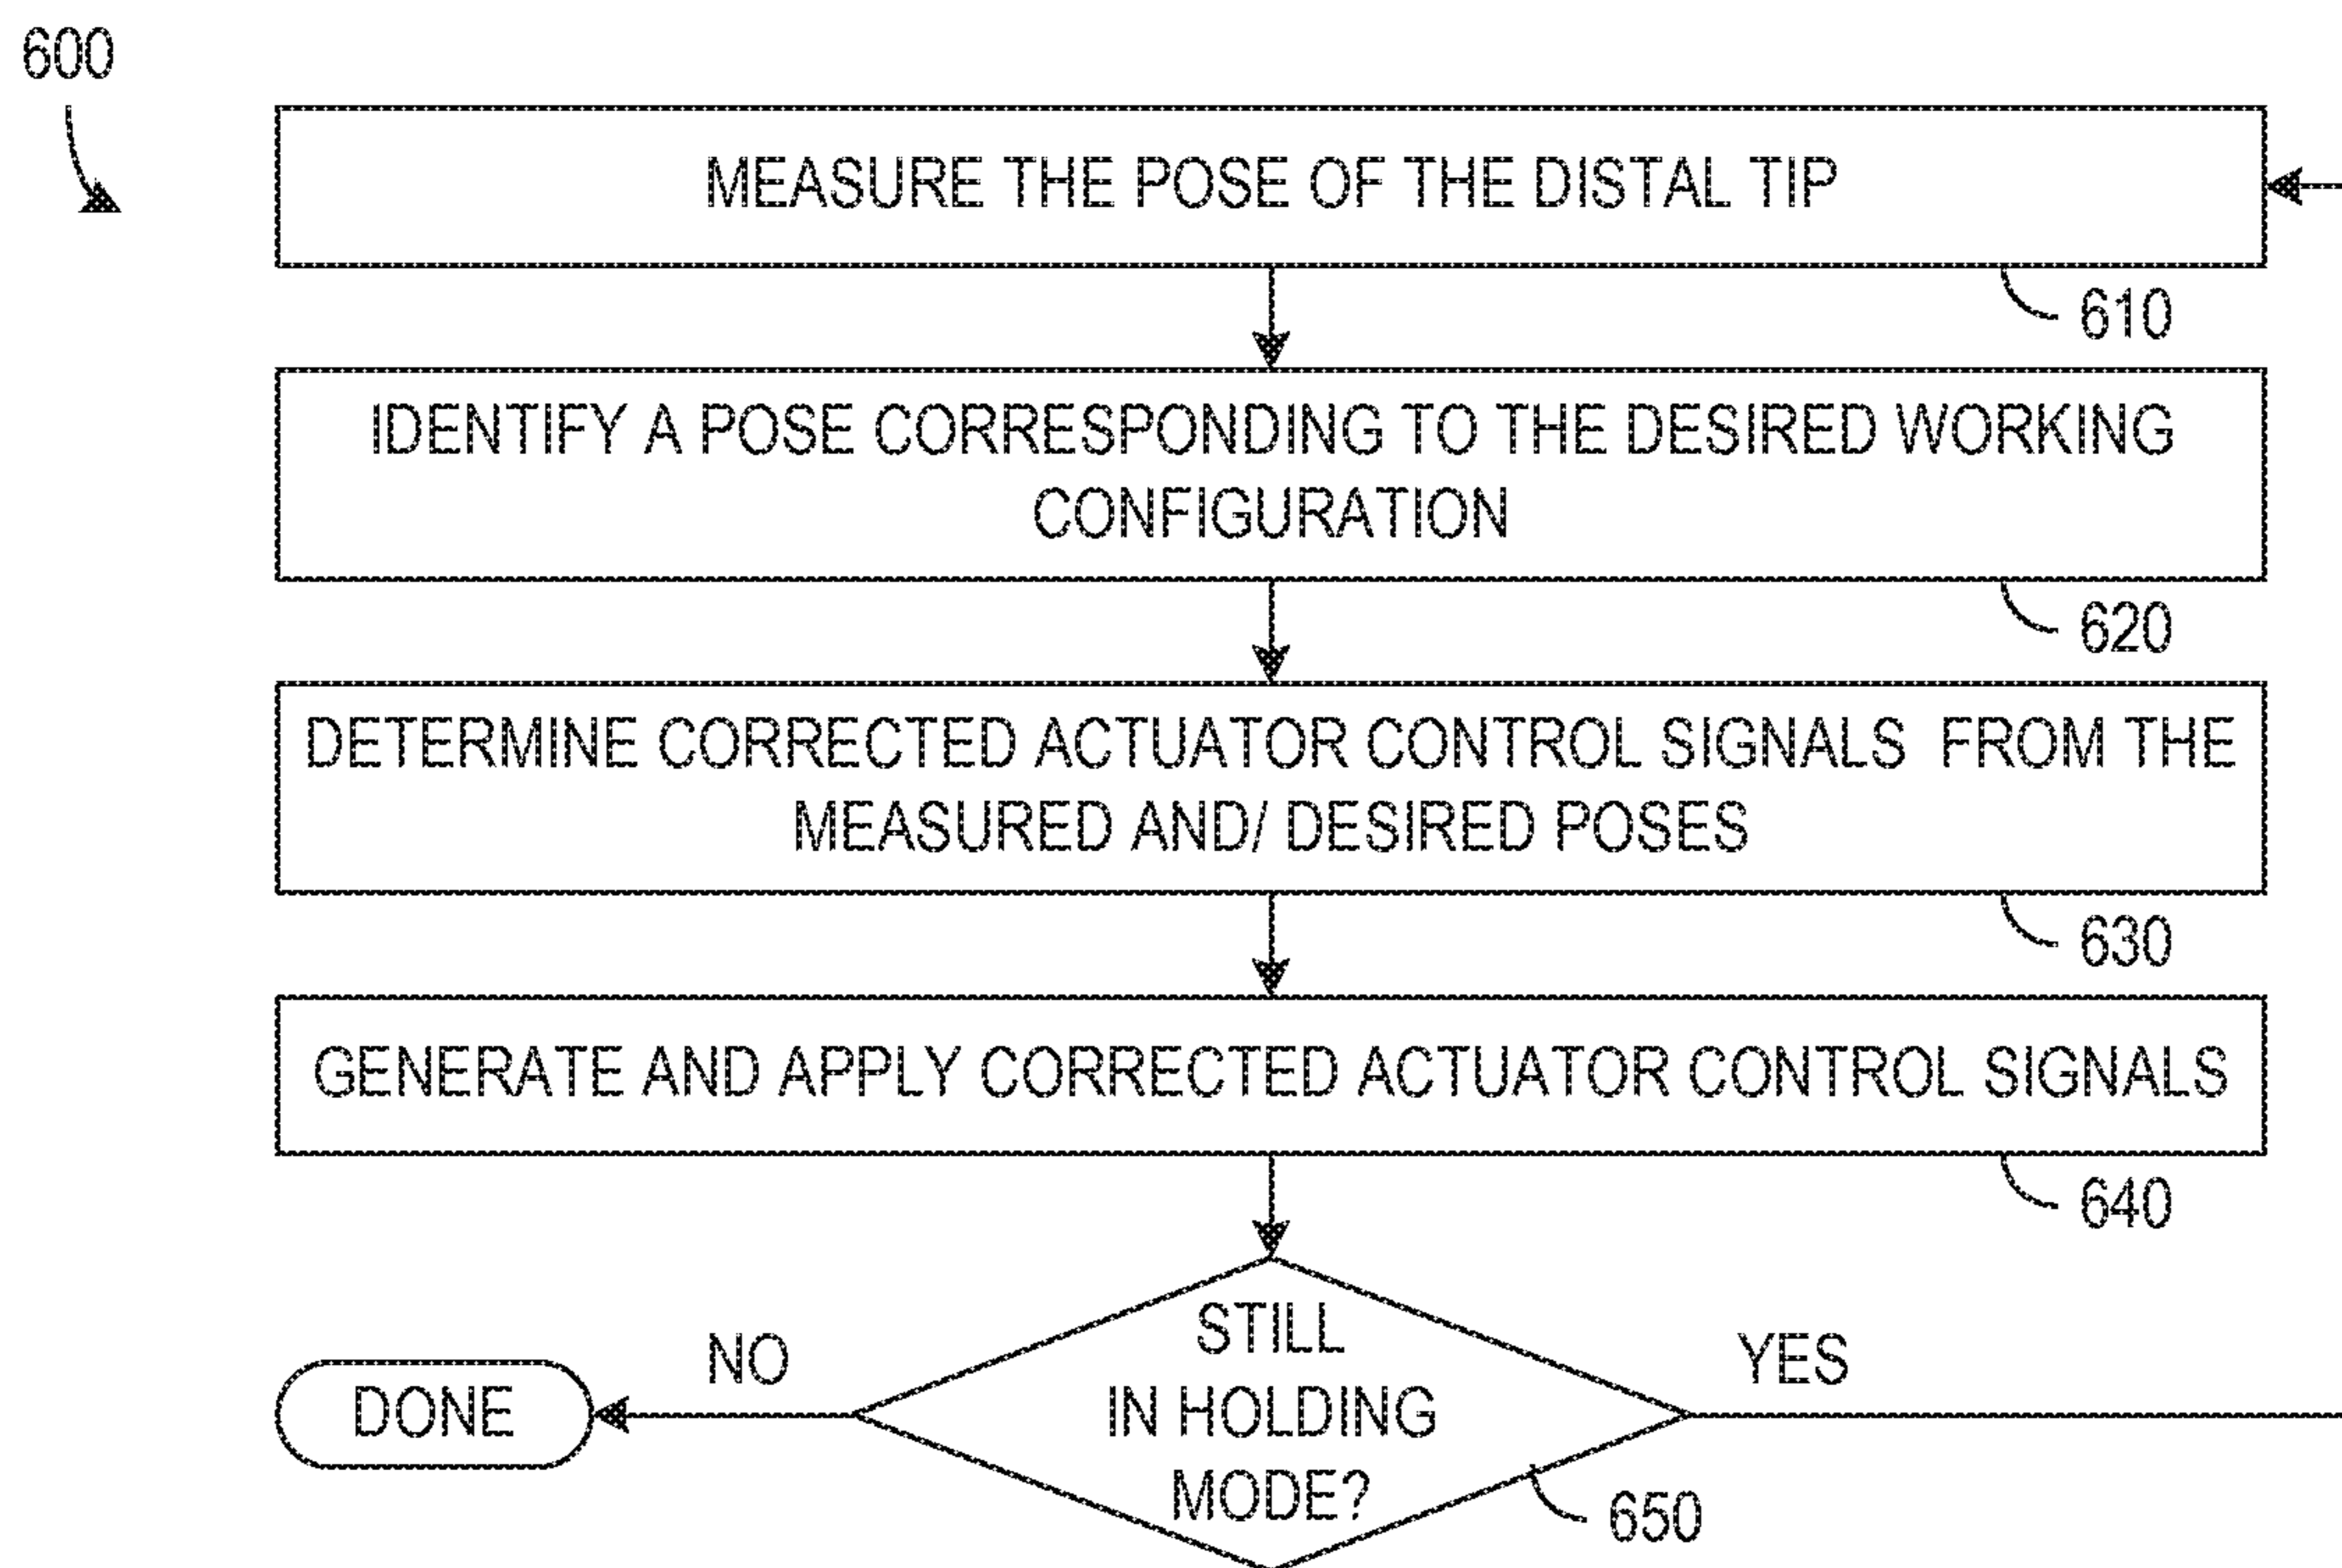 600
MEASURE THE POSE OF THE DISTAL TIP
610
IDENTIFY A POSE CORRESPONDING TO THE DESIRED WORKING
CONFIGURATION
620
DETERMINE CORRECTED ACTUATOR CONTROL SIGNALS FROM THE
MEASURED AND/ DESIRED POSES
630
GENERATE AND APPLY CORRECTED ACTUATOR CONTROL SIGNALS
640
STILL
IN HOLDING
MODE?
NO
YES
DONE
650